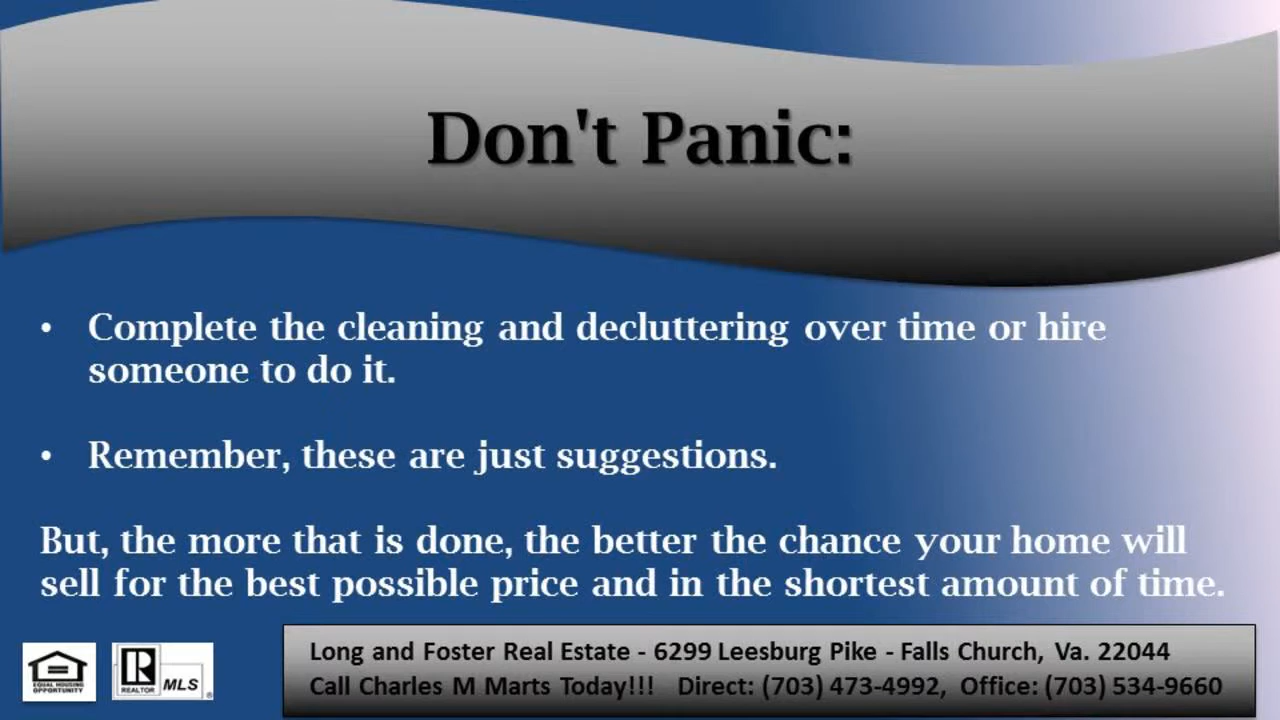 Don't Panic:
• Complete the cleaning and decluttering over time or hire
someone to do it.
• Remember, these are just suggestions.
But, the more that is done, the better the chance your home will
sell for the best possible price and in the shortest amount of time.
EQUAL HOUSING
OPPORTUNITY
R
REALTOR
MLS
®
Long and Foster Real Estate - 6299 Leesburg Pike - Falls Church, Va. 22044
Call Charles M Marts Today!!! Direct: (703) 473-4992, Office: (703) 534-9660